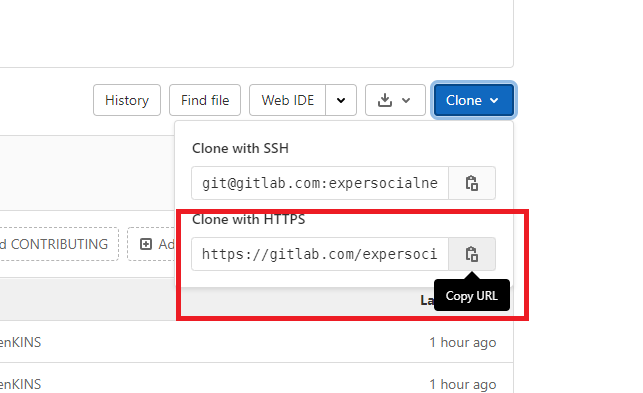 History
Find file
Web IDE
Clone
Clone with SSH
git@gitlab.com:expersocialne
Clone with HTTPS
d CONTRIBUTING
Ad
https://gitlab.com/expersoci
Copy URL
La
enKINS
1 hour ago
enKINS
1 hour ago